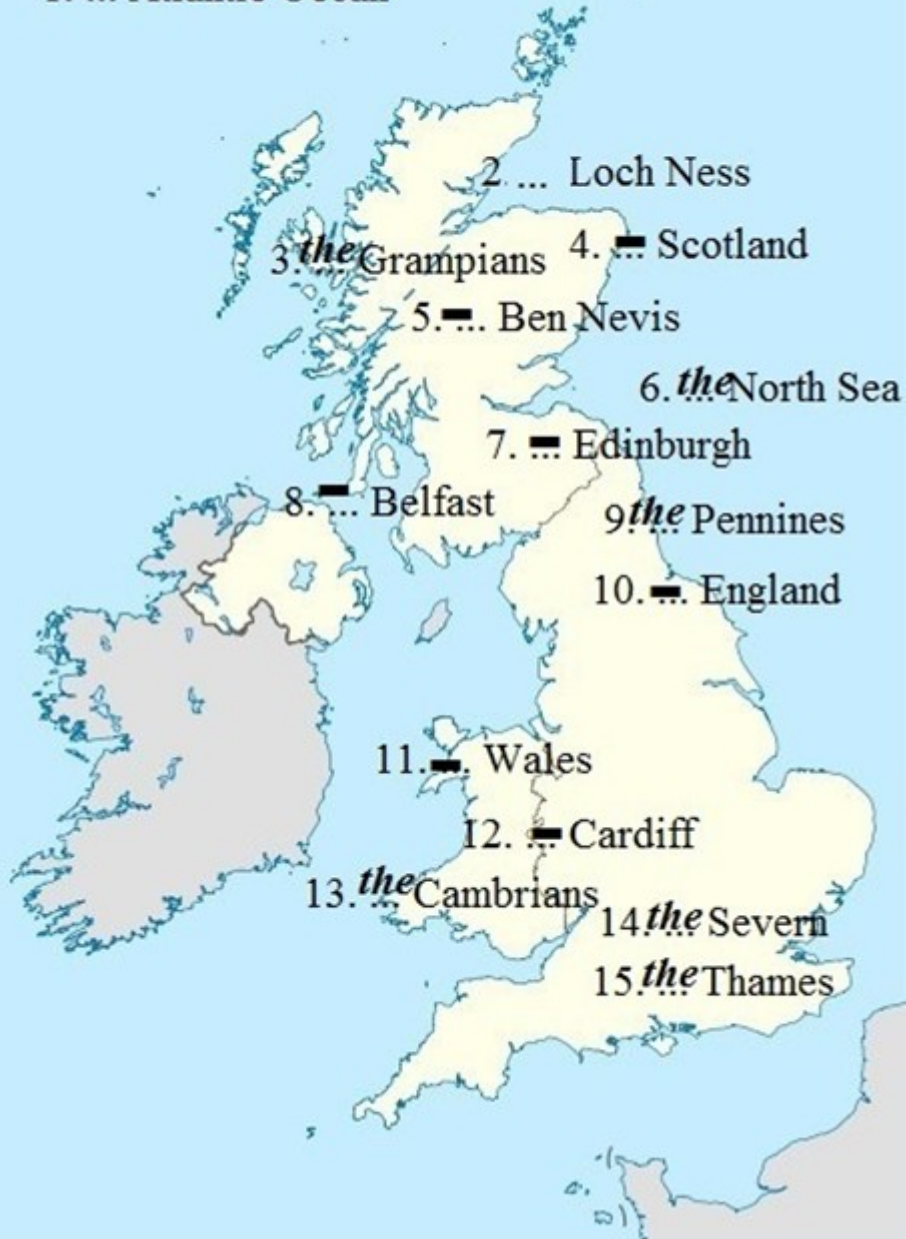 2 ... Loch Ness
3. the Grampians
4. – ... Scotland
5. – ... Ben Nevis
6. the ... North Sea
7. – ... Edinburgh
8. – ... Belfast
9 the ... Pennines
10. – ... England
11. – ... Wales
12. – ... Cardiff
13. the ... Cambrians
14. the ... Severn
15. the ... Thames